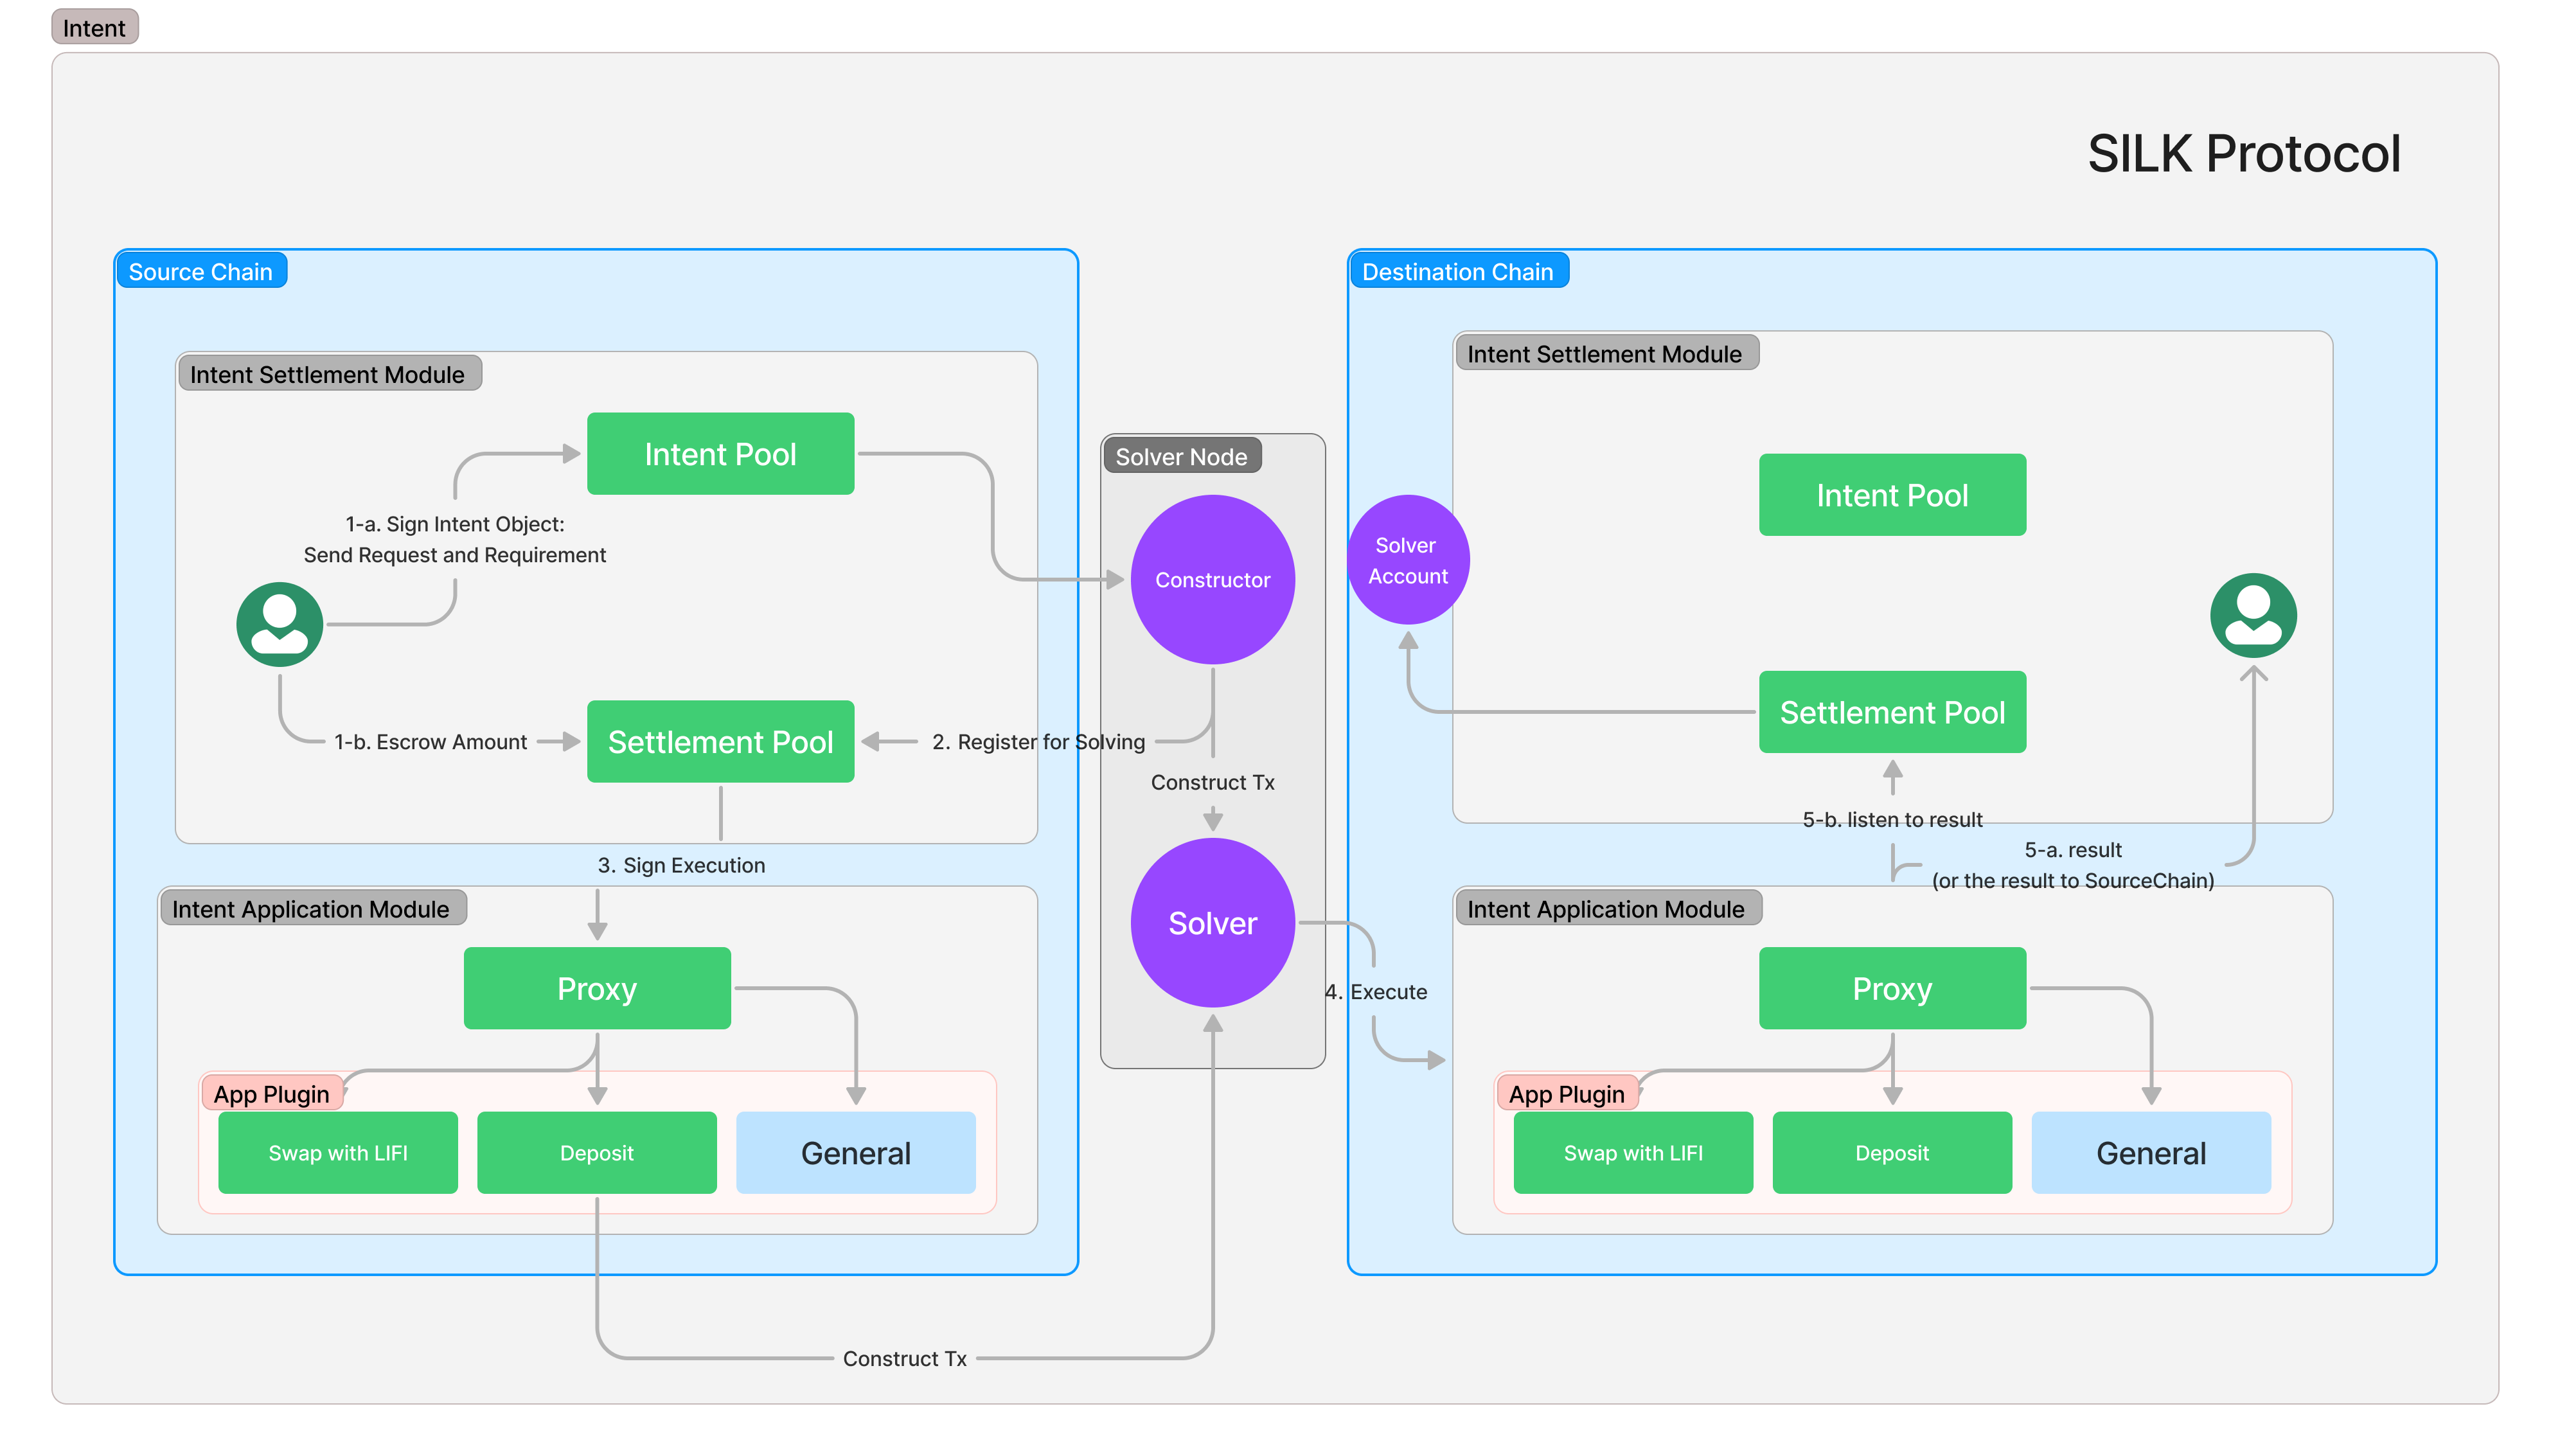 Intent
SILK Protocol
Source Chain
Intent Settlement Module
Intent Pool
1-a. Sign Intent Object:
Send Request and Requirement
1-b. Escrow Amount
Settlement Pool
2. Register for Solving
3. Sign Execution
Intent Application Module
Proxy
App Plugin
Swap with LIFI
Deposit
General
Construct Tx
Solver Node
Constructor
Construct Tx
Solver
4. Execute
Destination Chain
Intent Settlement Module
Solver
Account
Intent Pool
Settlement Pool
5-b. listen to result
5-a. result
(or the result to SourceChain)
Intent Application Module
Proxy
App Plugin
Swap with LIFI
Deposit
General